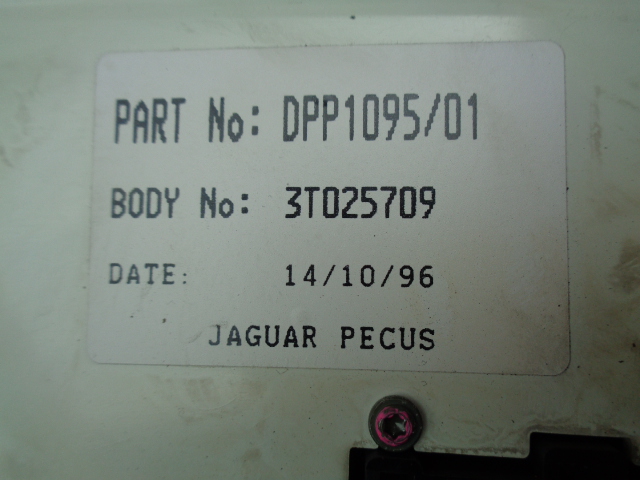 PART No: DPP1095/01
BODY No: 3T025709
DATE: 14/10/96
JAGUAR PECUS